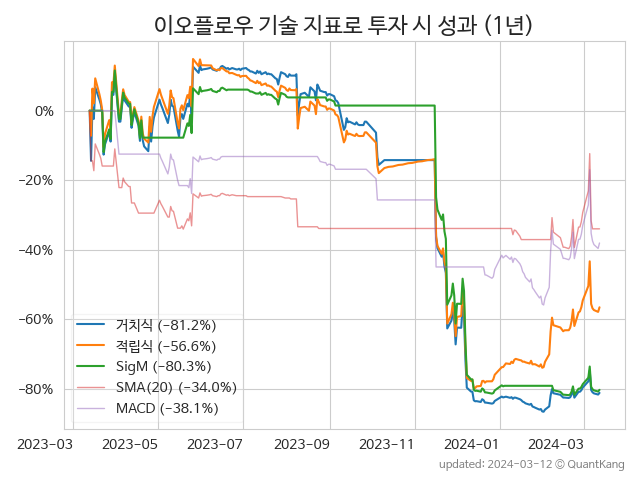 이오플로우 기술 지표로 투자 시 성과 (1년)
0%
−20%
−40%
−60%
−80%
거치식 (−81.2%)
적립식 (−56.6%)
SigM (−80.3%)
SMA(20) (−34.0%)
MACD (−38.1%)
2023-03 2023-05 2023-07 2023-09 2023-11 2024-01 2024-03
updated: 2024-03-12 © QuantKang